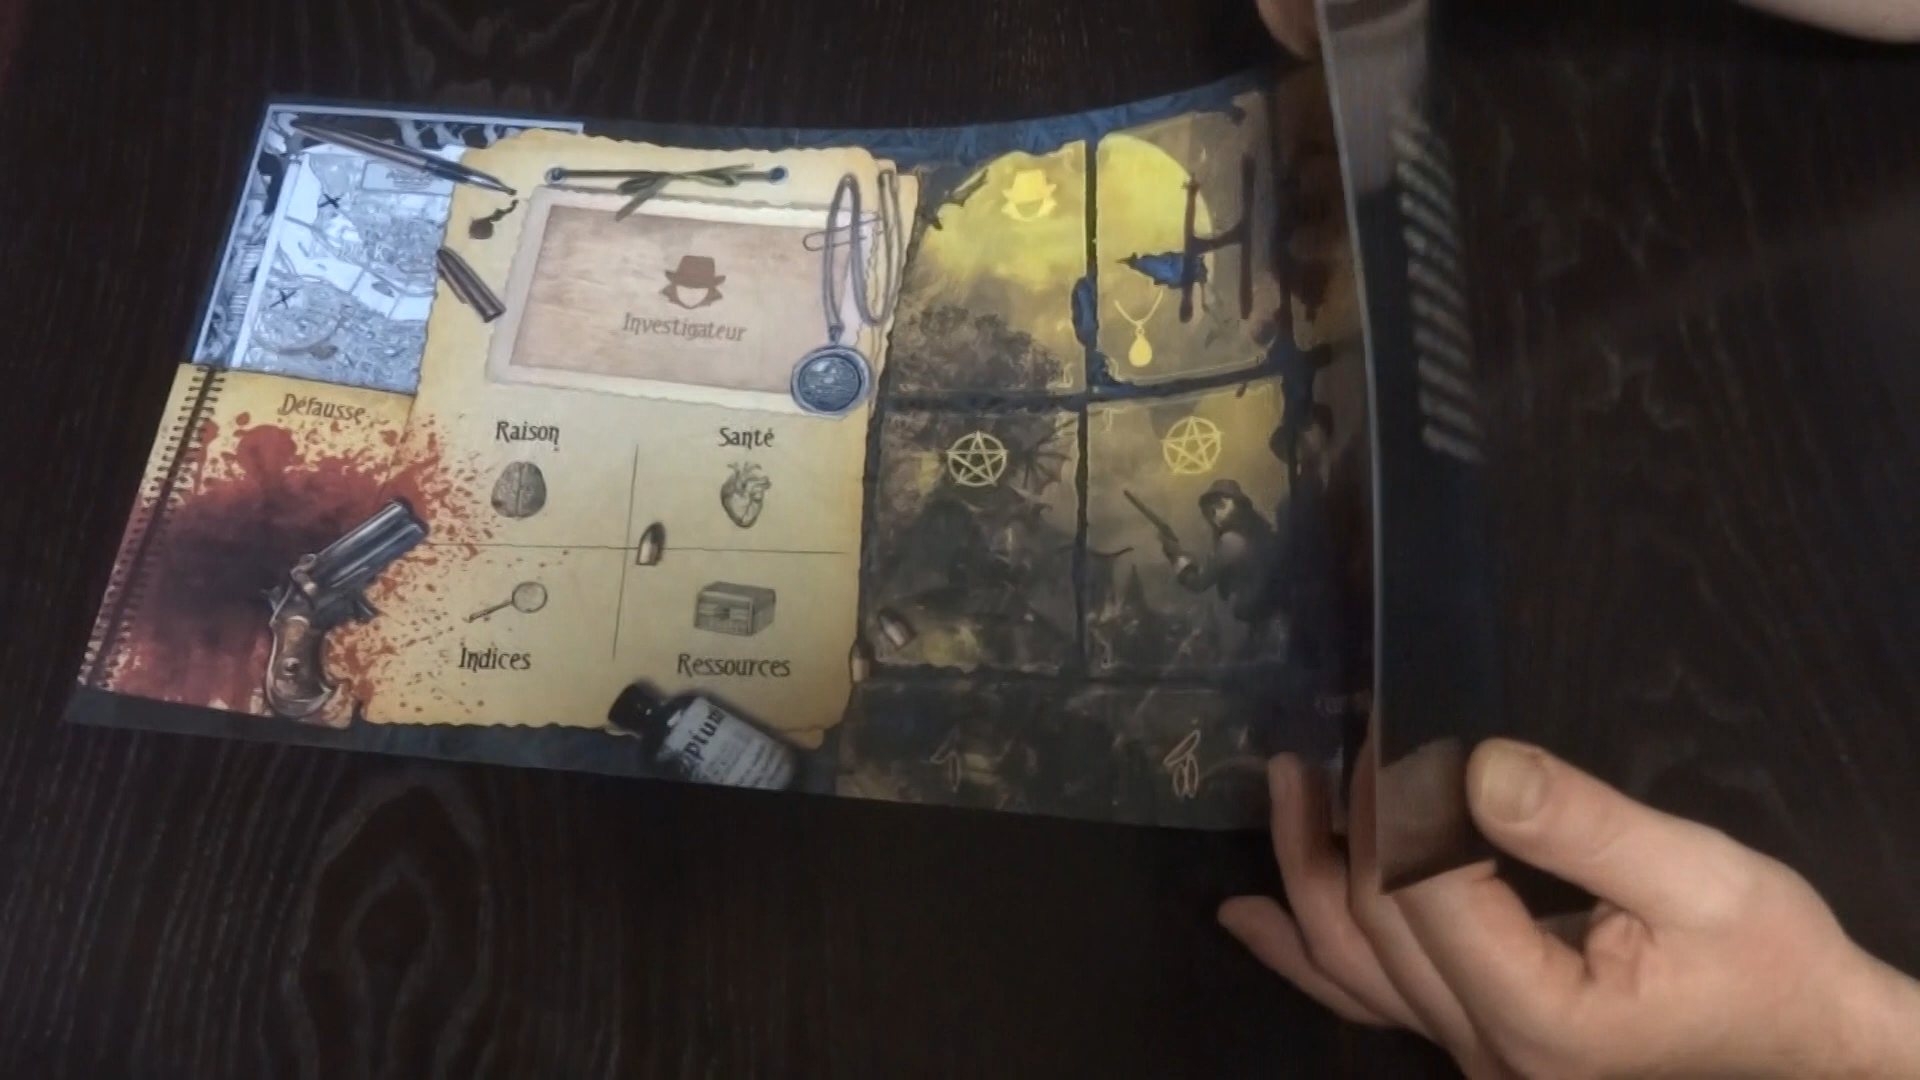 Investigateur
Défausse
Raison
Santé
Indices
Ressources